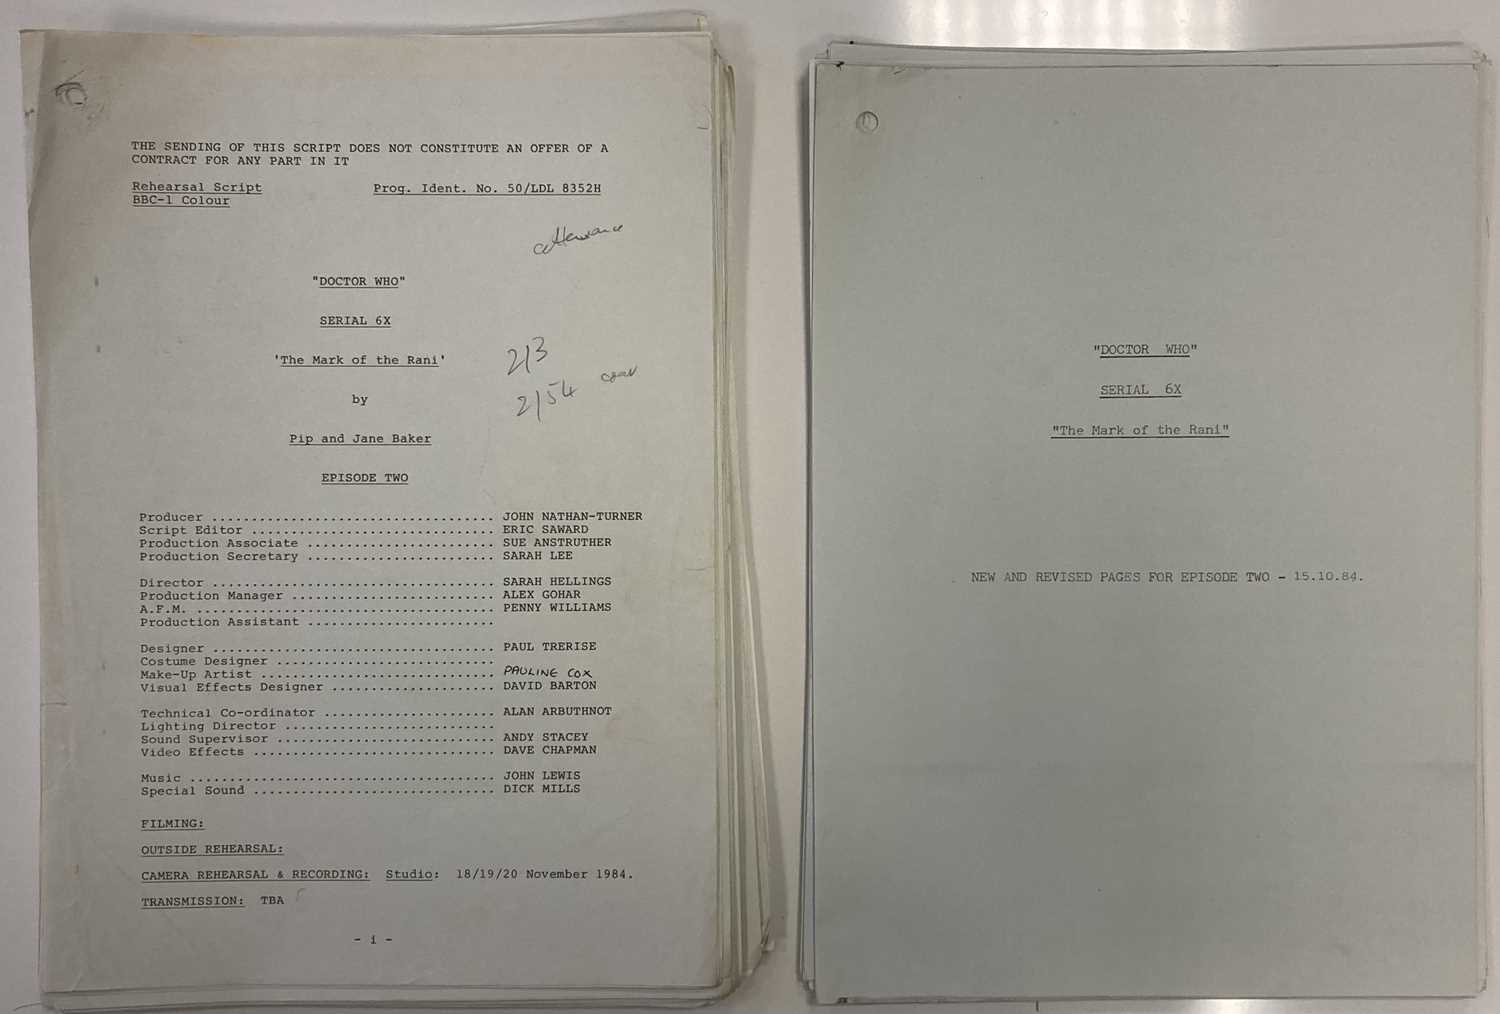 THE SENDING OF THIS SCRIPT DOES NOT CONSTITUTE AN OFFER OF A
CONTRACT FOR ANY PART IN IT
Rehearsal Script Prog. Ident. No. 50/LDL 8352H
BBC-1 Colour
"DOCTOR WHO"
SERIAL 6X
'The Mark of the Rani'
2/3
2/54
by
Pip and Jane Baker
EPISODE TWO
Producer .................................... JOHN NATHAN-TURNER
Script Editor ............................... ERIC SAWARD
Production Associate ........................ SUE ANSTRUTHER
Production Secretary ........................ SARAH LEE
Director .................................... SARAH HELLINGS
Production Manager .......................... ALEX GOHAR
A.F.M. ...................................... PENNY WILLIAMS
Production Assistant ........................
Designer .................................... PAUL TRERISE
Costume Designer ............................
Make-Up Artist .............................. PAULINE COX
Visual Effects Designer ..................... DAVID BARTON
Technical Co-ordinator ...................... ALAN ARBUTHNOT
Lighting Director ...........................
Sound Supervisor ............................ ANDY STACEY
Video Effects ............................... DAVE CHAPMAN
Music ....................................... JOHN LEWIS
Special Sound ............................... DICK MILLS
FILMING:
OUTSIDE REHEARSAL:
CAMERA REHEARSAL & RECORDING: Studio: 18/19/20 November 1984.
TRANSMISSION: TBA
- i -
"DOCTOR WHO"
SERIAL 6X
"The Mark of the Rani"
NEW AND REVISED PAGES FOR EPISODE TWO - 15.10.84.